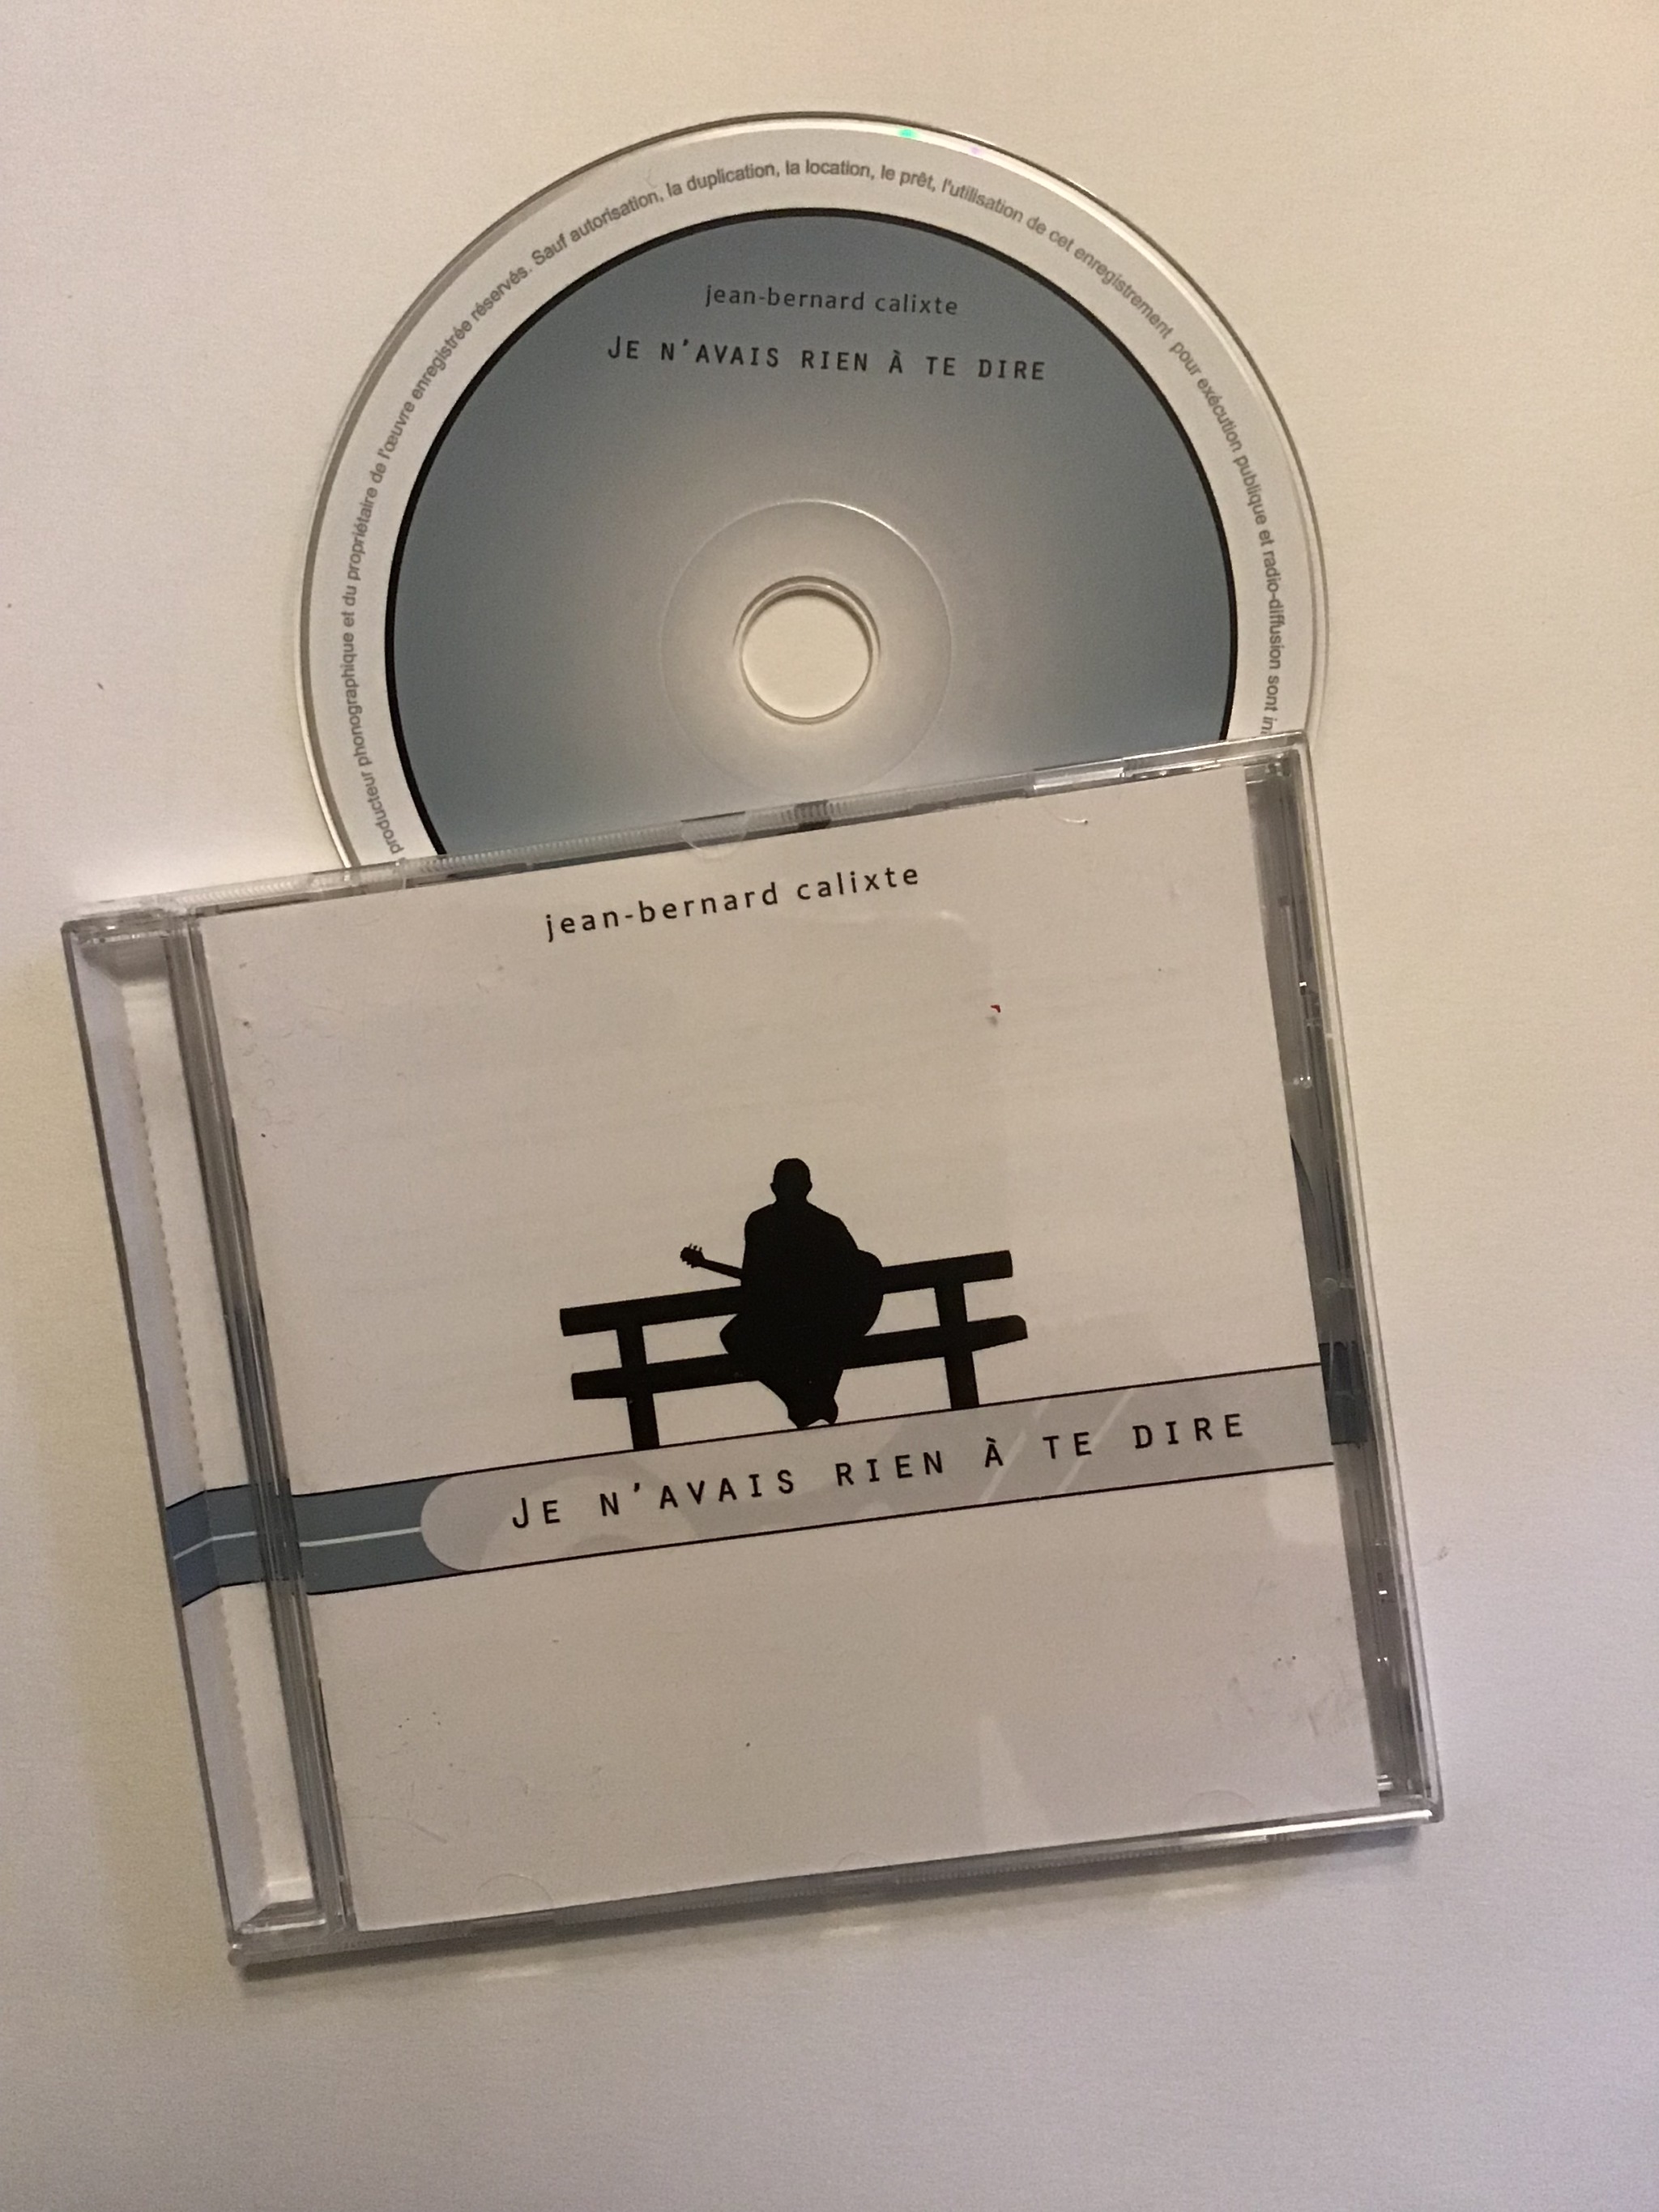 producteur phonographique et du propriétaire de l'œuvre enregistrée réservés. Sauf autorisation, la duplication, la location, le prêt, l'utilisation de cet enregistrement pour exécution publique et radio-diffusion sont
jean-bernard calixte
JE N'AVAIS RIEN À TE DIRE
jean-bernard calixte
JE N'AVAIS RIEN À TE DIRE